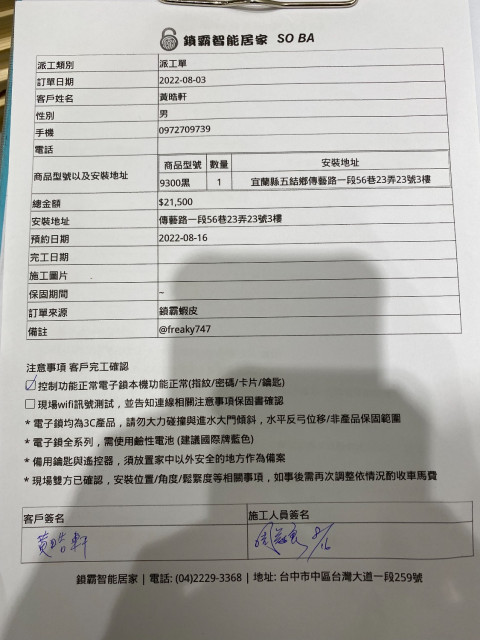 鎖霸智能居家 SO BA
派工類別 派工單
訂單日期 2022-08-03
客戶姓名 黃晧軒
性別 男
手機 0972709739
電話
商品型號以及安裝地址 商品型號 數量 安裝地址
9300黑 1 宜蘭縣五結鄉傳藝路一段56巷23弄23號3樓
總金額 $21,500
安裝地址 傳藝路一段56巷23弄23號3樓
預約日期 2022-08-16
完工日期
施工圖片
保固期間 ~
訂單來源 鎖霸蝦皮
備註 @freaky747
注意事項 客戶完工確認
控制功能正常電子鎖本機功能正常(指紋/密碼/卡片/鑰匙)
現場wifi訊號測試，並告知連線相關注意事項保固書確認
* 電子鎖均為3C產品，請勿大力碰撞與進水大門傾斜，水平反弓位移/非產品保固範圍
* 電子鎖全系列，需使用鹼性電池 (建議國際牌藍色)
* 備用鑰匙與遙控器，須放置家中以外安全的地方作為備案
* 現場雙方已確認，安裝位置/角度/鬆緊度等相關事項，如事後需再次調整依情況酌收車馬費
客戶簽名 施工人員簽名
黃晧軒 8/16
鎖霸智能居家 | 電話: (04)2229-3368 | 地址: 台中市中區台灣大道一段259號